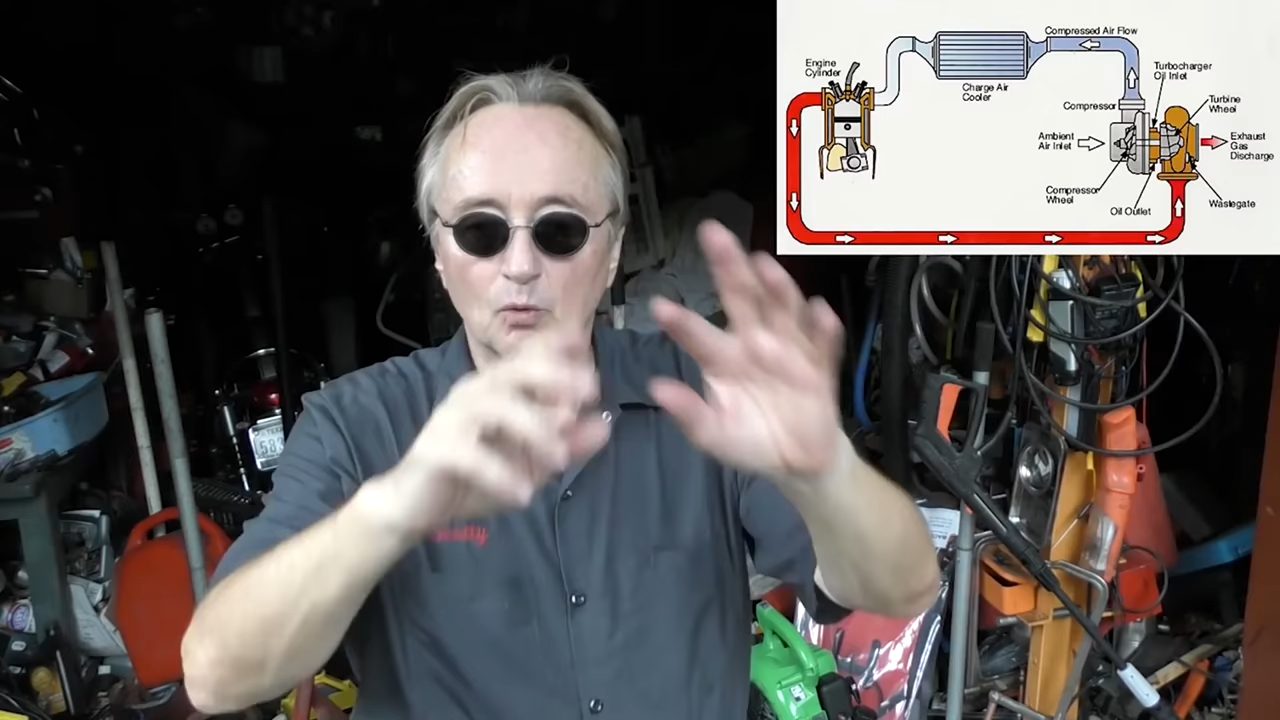 Compressed Air Flow
Engine
Cylinder
Charge Air
Cooler
Turbocharger
Oil Inlet
Compressor
Turbine
Wheel
Ambient
Air Inlet
Exhaust
Gas
Discharge
Compressor
Wheel
Oil Outlet
Wastegate